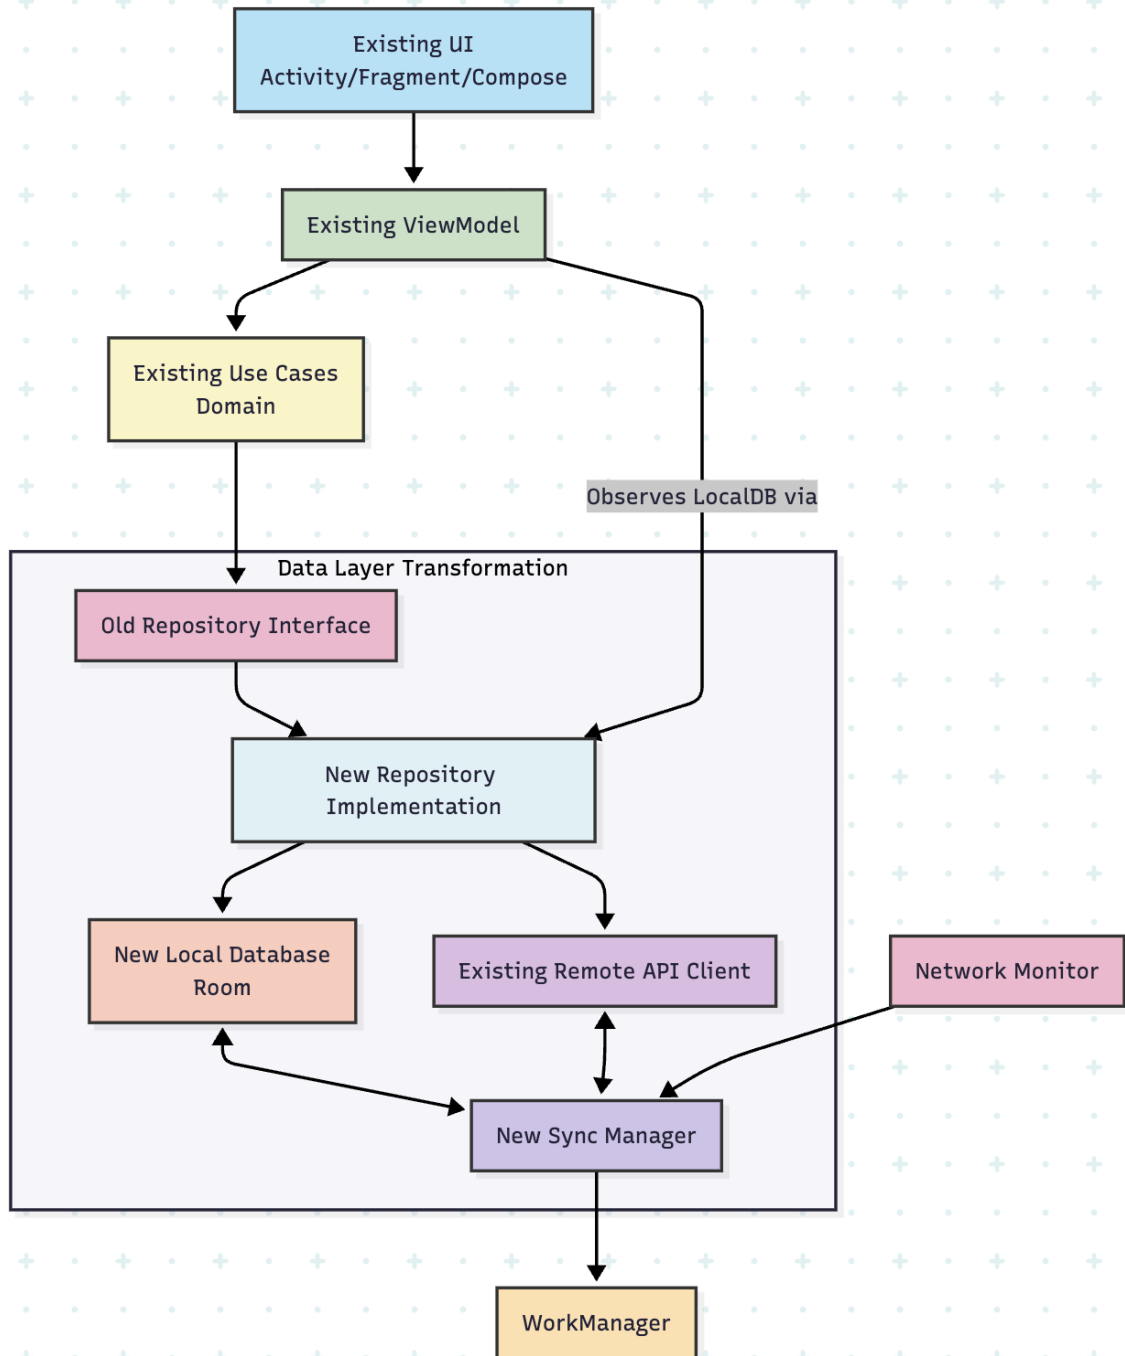 Existing UI
Activity/Fragment/Compose
Existing ViewModel
Existing Use Cases
Domain
Observes LocalDB via
Data Layer Transformation
Old Repository Interface
New Repository
Implementation
New Local Database
Room
Existing Remote API Client
Network Monitor
New Sync Manager
WorkManager